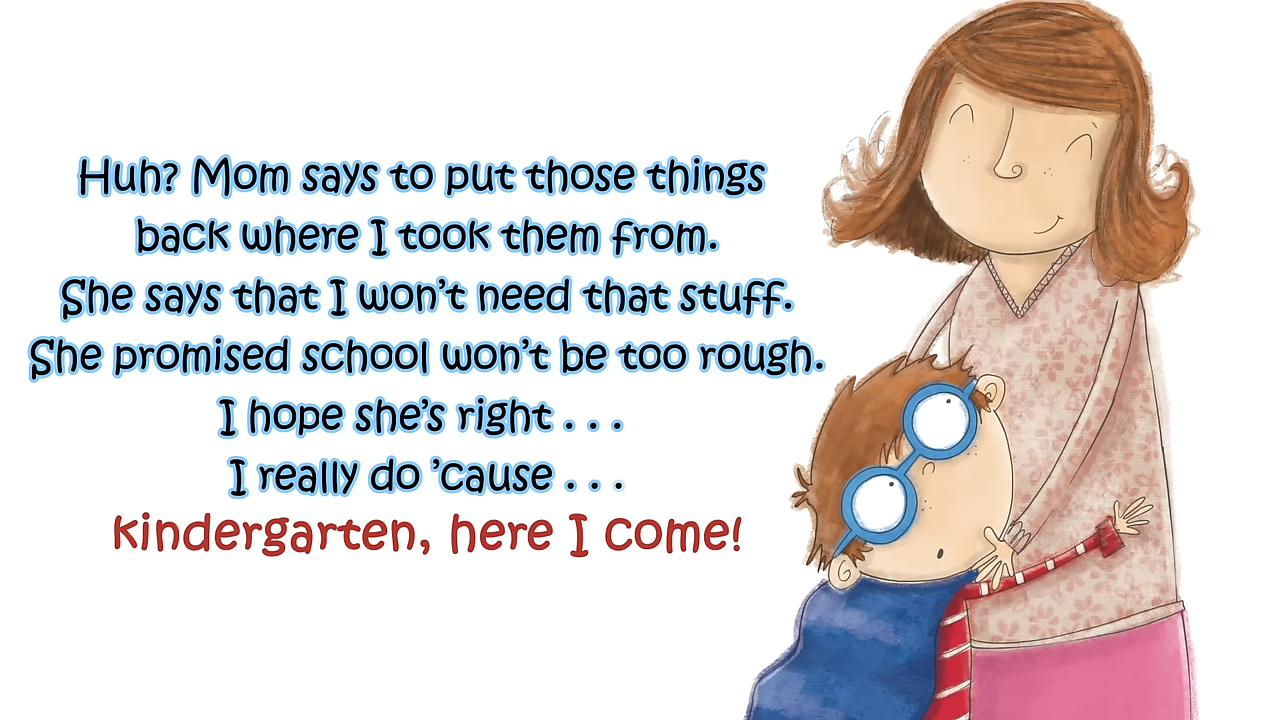 Huh? Mom says to put those things
back where I took them from.
She says that I won’t need that stuff.
She promised school won’t be too rough.
I hope she’s right . . .
I really do ’cause . . .
kindergarten, here I come!